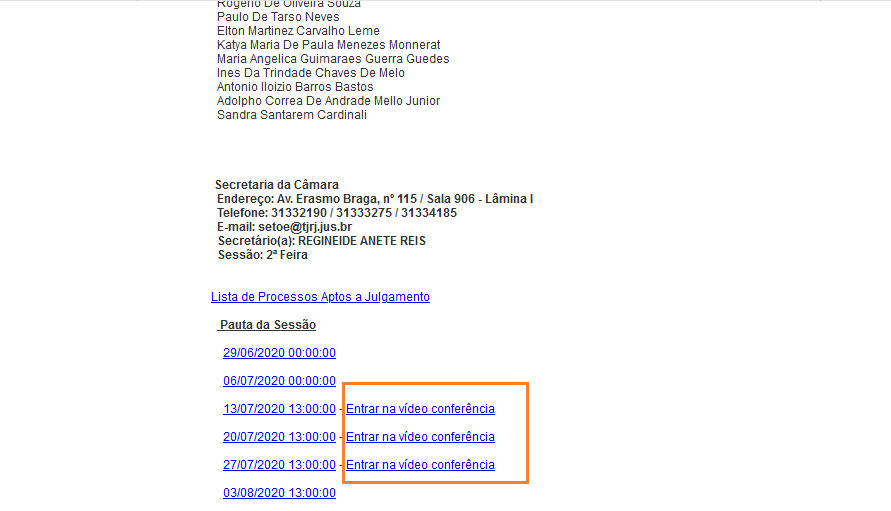 Rogerio De Oliveira Souza
Paulo De Tarso Neves
Elton Martinez Carvalho Leme
Katya Maria De Paula Menezes Monnerat
Maria Angelica Guimaraes Guerra Guedes
Ines Da Trindade Chaves De Melo
Antonio Iloizio Barros Bastos
Adolpho Correa De Andrade Mello Junior
Sandra Santarem Cardinali
Secretaria da Câmara
Endereço: Av. Erasmo Braga, nº 115 / Sala 906 - Lâmina I
Telefone: 31332190 / 31333275 / 31334185
E-mail: setoe@tjrj.jus.br
Secretário(a): REGINEIDE ANETE REIS
Sessão: 2ª Feira
Lista de Processos Aptos a Julgamento
Pauta da Sessão
29/06/2020 00:00:00
06/07/2020 00:00:00
13/07/2020 13:00:00 - Entrar na vídeo conferência
20/07/2020 13:00:00 - Entrar na vídeo conferência
27/07/2020 13:00:00 - Entrar na vídeo conferência
03/08/2020 13:00:00